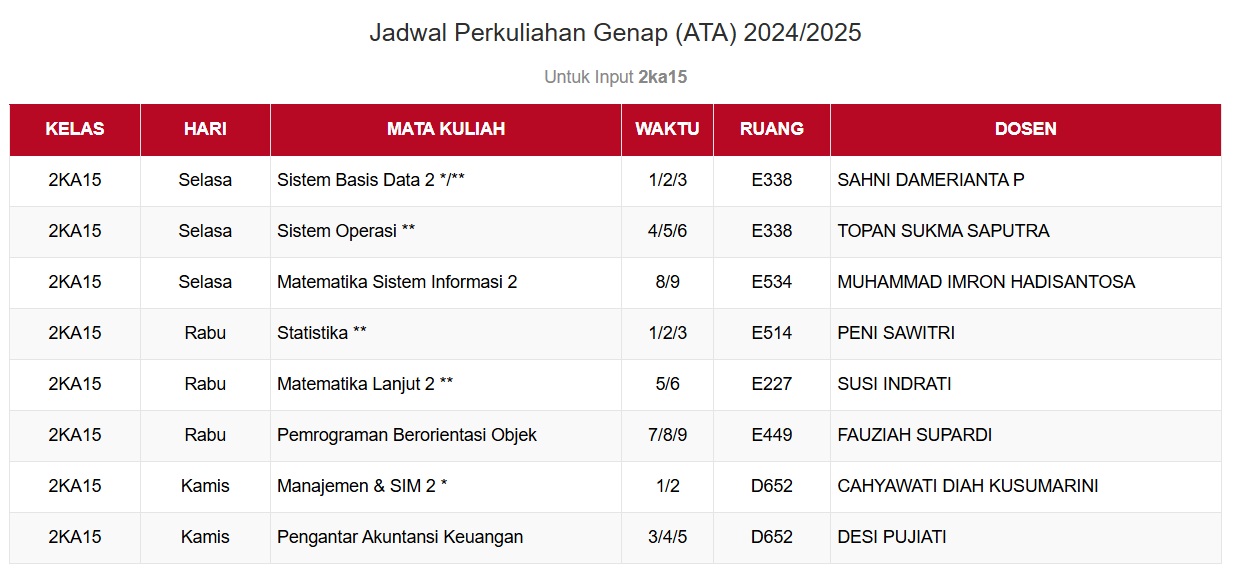 Jadwal Perkuliahan Genap (ATA) 2024/2025
Untuk Input 2ka15
KELAS HARI MATA KULIAH WAKTU RUANG DOSEN
2KA15 Selasa Sistem Basis Data 2 */** 1/2/3 E338 SAHNI DAMERIANTA P
2KA15 Selasa Sistem Operasi ** 4/5/6 E338 TOPAN SUKMA SAPUTRA
2KA15 Selasa Matematika Sistem Informasi 2 8/9 E534 MUHAMMAD IMRON HADISANTOSA
2KA15 Rabu Statistika ** 1/2/3 E514 PENI SAWITRI
2KA15 Rabu Matematika Lanjut 2 ** 5/6 E227 SUSI INDRATI
2KA15 Rabu Pemrograman Berorientasi Objek 7/8/9 E449 FAUZIAH SUPARDI
2KA15 Kamis Manajemen & SIM 2 * 1/2 D652 CAHYAWATI DIAH KUSUMARINI
2KA15 Kamis Pengantar Akuntansi Keuangan 3/4/5 D652 DESI PUJIATI